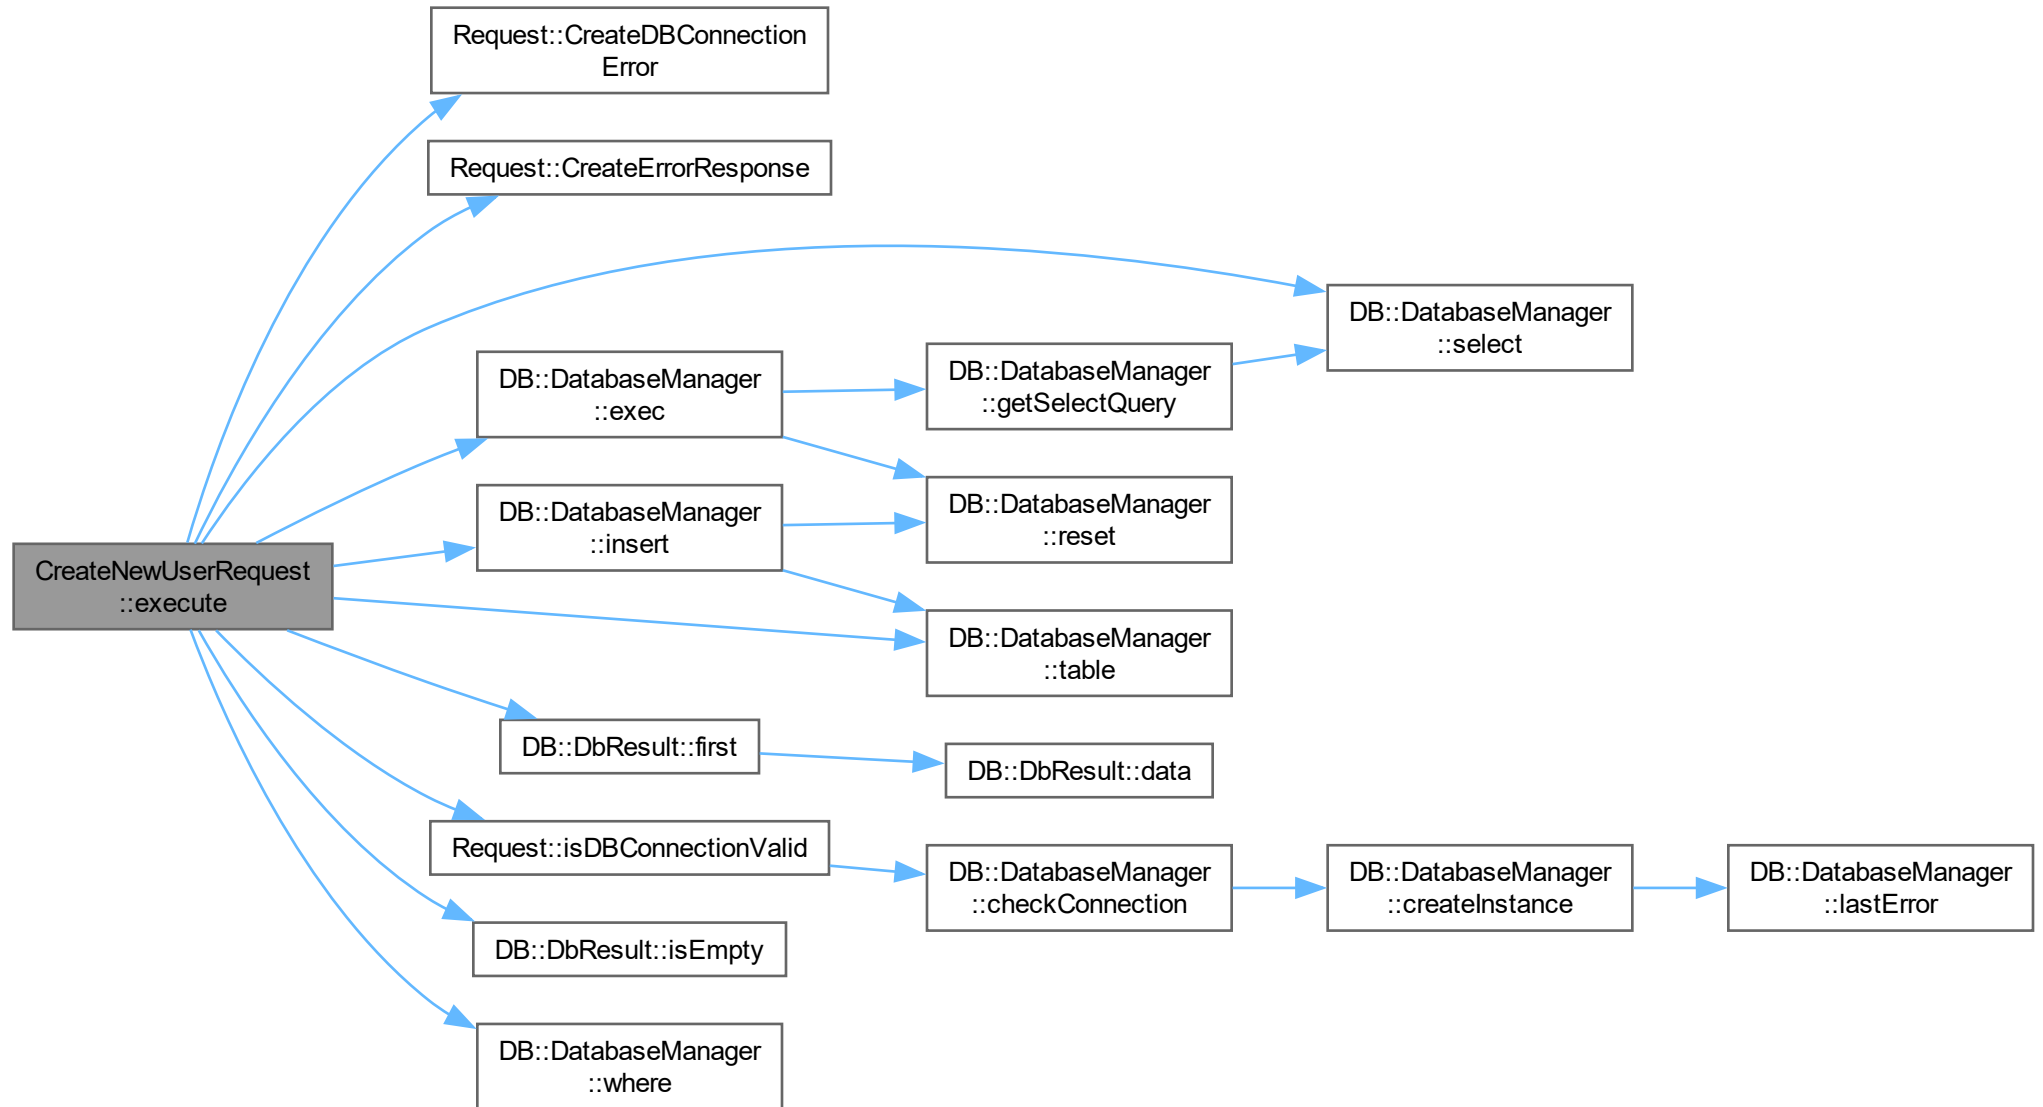 Request::CreateDBConnection
Error
Request::CreateErrorResponse
DB::DatabaseManager
::select
DB::DatabaseManager
::exec
DB::DatabaseManager
::getSelectQuery
DB::DatabaseManager
::insert
DB::DatabaseManager
::reset
CreateNewUserRequest
::execute
DB::DatabaseManager
::table
DB::DbResult::first
DB::DbResult::data
Request::isDBConnectionValid
DB::DatabaseManager
::checkConnection
DB::DatabaseManager
::createInstance
DB::DatabaseManager
::lastError
DB::DbResult::isEmpty
DB::DatabaseManager
::where